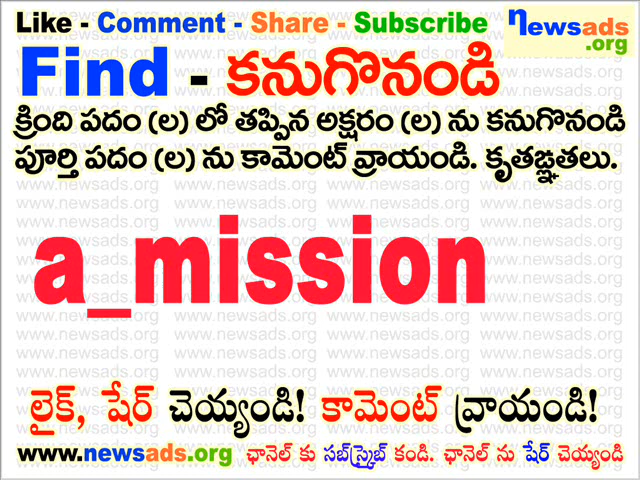 Like - Comment - Share - Subscribe
newsads
.org
Find - కనుగొనండి
క్రింది పదం (ల) లో తప్పిన అక్షరం (ల) ను కనుగొనండి
పూర్తి పదం (ల) ను కామెంట్ వ్రాయండి. కృతఙ్ఞతలు.
a_mission
లైక్, షేర్ చెయ్యండి! కామెంట్ వ్రాయండి!
www.newsads.org ఛానెల్ కు సబ్‌స్క్రైబ్ కండి. ఛానెల్ ను షేర్ చెయ్యండి